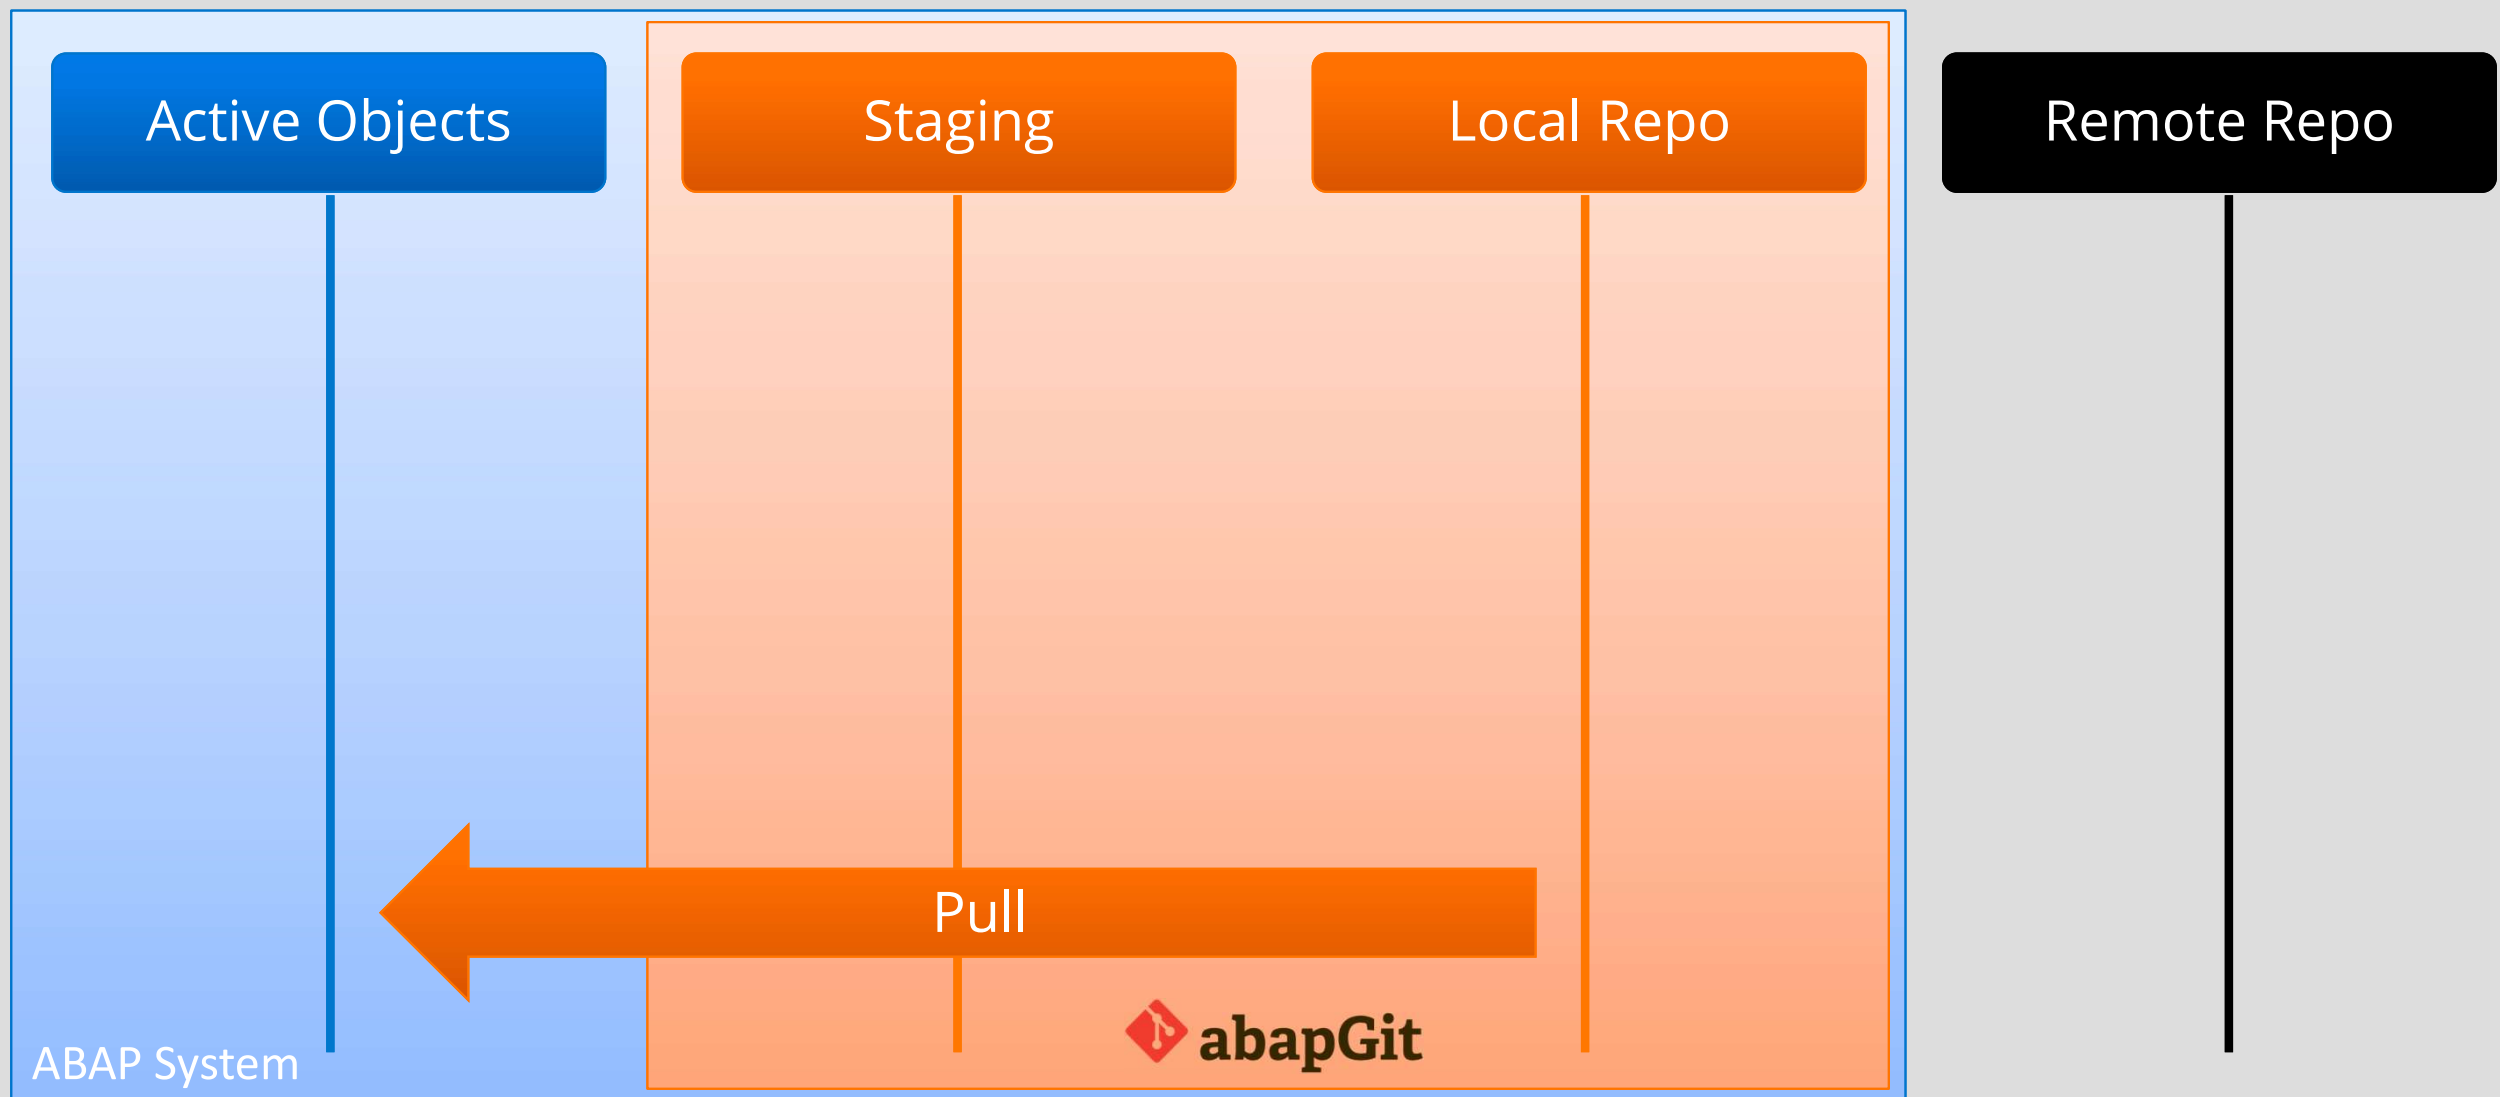 Active Objects
Staging
Local Repo
Remote Repo
Pull
abapGit
ABAP System